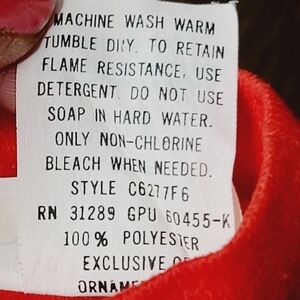 MACHINE WASH WARM
TUMBLE DRY. TO RETAIN
FLAME RESISTANCE, USE
DETERGENT. DO NOT USE
SOAP IN HARD WATER.
ONLY NON-CHLORINE
BLEACH WHEN NEEDED.
STYLE C6277F6
RN 31289 GPU 60455-K
100% POLYESTER
EXCLUSIVE OF